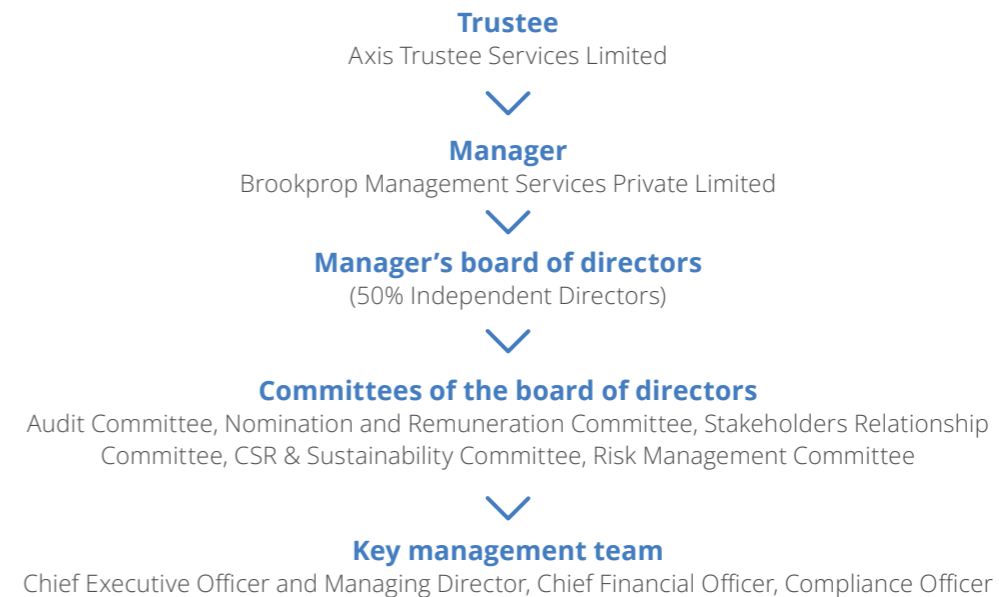 Trustee
Axis Trustee Services Limited
Manager
Brookprop Management Services Private Limited
Manager’s board of directors
(50% Independent Directors)
Committees of the board of directors
Audit Committee, Nomination and Remuneration Committee, Stakeholders Relationship
Committee, CSR & Sustainability Committee, Risk Management Committee
Key management team
Chief Executive Officer and Managing Director, Chief Financial Officer, Compliance Officer